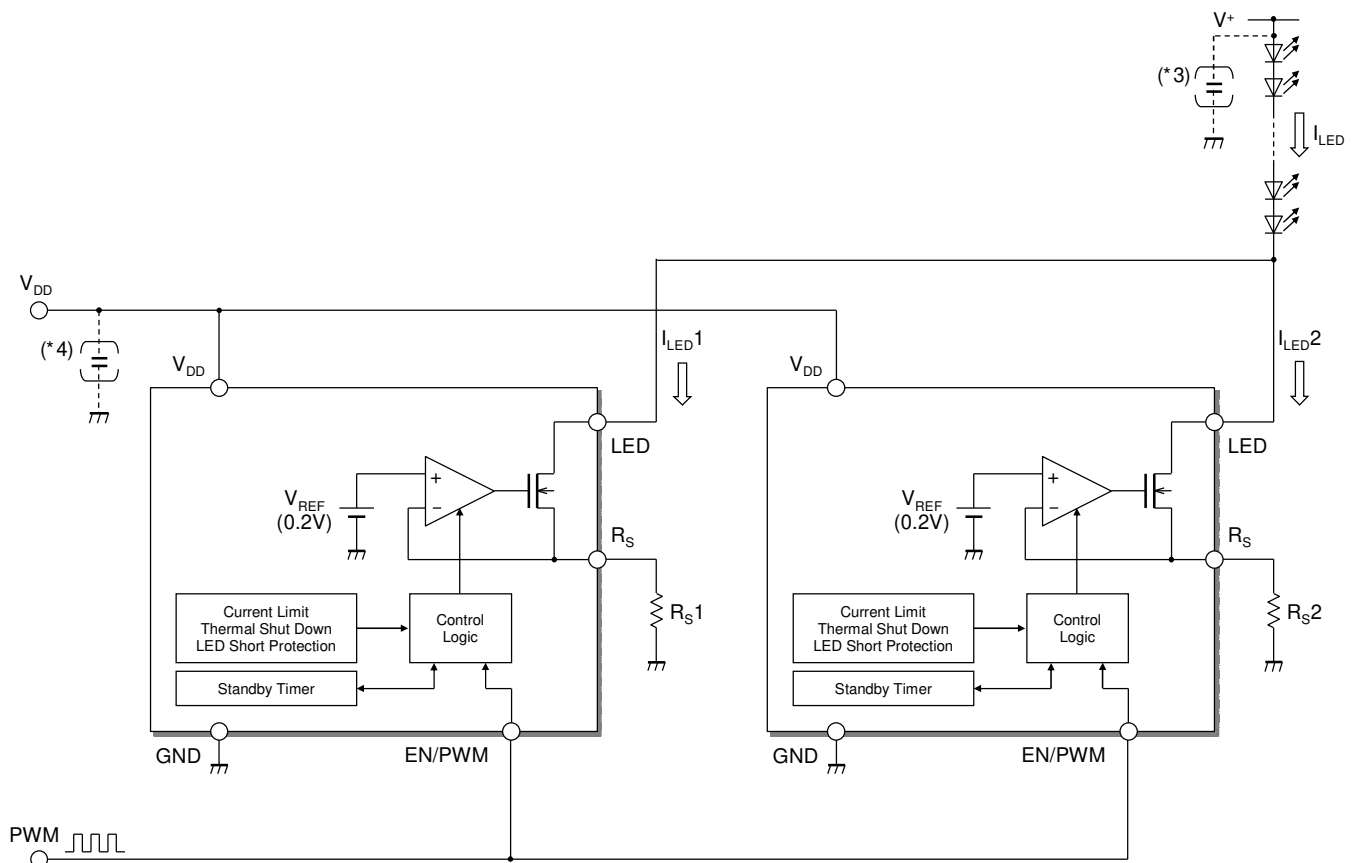 V+
(*3)
ILED
VDD
(*4)
VDD
ILED1
VDD
ILED2
LED
LED
+
−
VREF
(0.2V)
RS
+
−
VREF
(0.2V)
RS
Current Limit
Thermal Shut Down
LED Short Protection
Control
Logic
RS1
Current Limit
Thermal Shut Down
LED Short Protection
Control
Logic
RS2
Standby Timer
Standby Timer
GND
EN/PWM
GND
EN/PWM
PWM